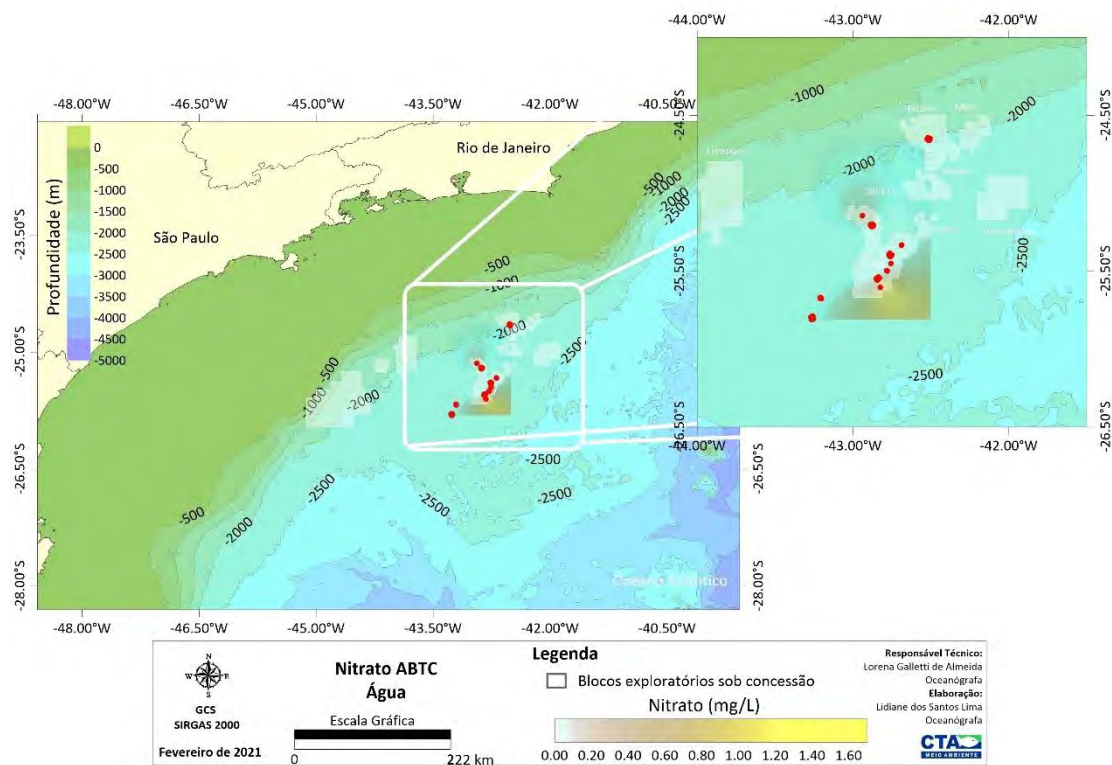 -44.00°W
-43.00°W
-42.00°W
-48.00°W
-46.50°W
-45.00°W
-43.50°W
-42.00°W
-40.50°W
-1000
-2000
-24.50°S
-2000
-2500
-25.50°S
-2500
-26.50°S
-44.00°W
-43.00°W
-42.00°W
Profundidade (m)
0
-500
-1000
-1500
-2000
-2500
-3000
-3500
-4000
-4500
-5000
Rio de Janeiro
São Paulo
-500
-1000
-2000
-2500
-23.50°S
-500
-1000
-2000
-2500
-25.00°S
-500
-1000
-2000
-2500
-26.50°S
-26.50°S
-2500
-2500
-2500
-500
-2000
-28.00°S
-28.00°S
Oceano Atlântico
-48.00°W
-46.50°W
-45.00°W
-43.50°W
-42.00°W
-40.50°W
N
W
E
S
GCS
SIRGAS 2000
Fevereiro de 2021
Nitrato ABTC
Água
Escala Gráfica
0
222 km
Legenda
Blocos exploratórios sob concessão
Nitrato (mg/L)
0.00 0.20 0.40 0.60 0.80 1.00 1.20 1.40 1.60
Responsável Técnico:
Lorena Galletti de Almeida
Oceanógrafa
Elaboração:
Lidiane dos Santos Lima
Oceanógrafa
CTA
MEIO AMBIENTE